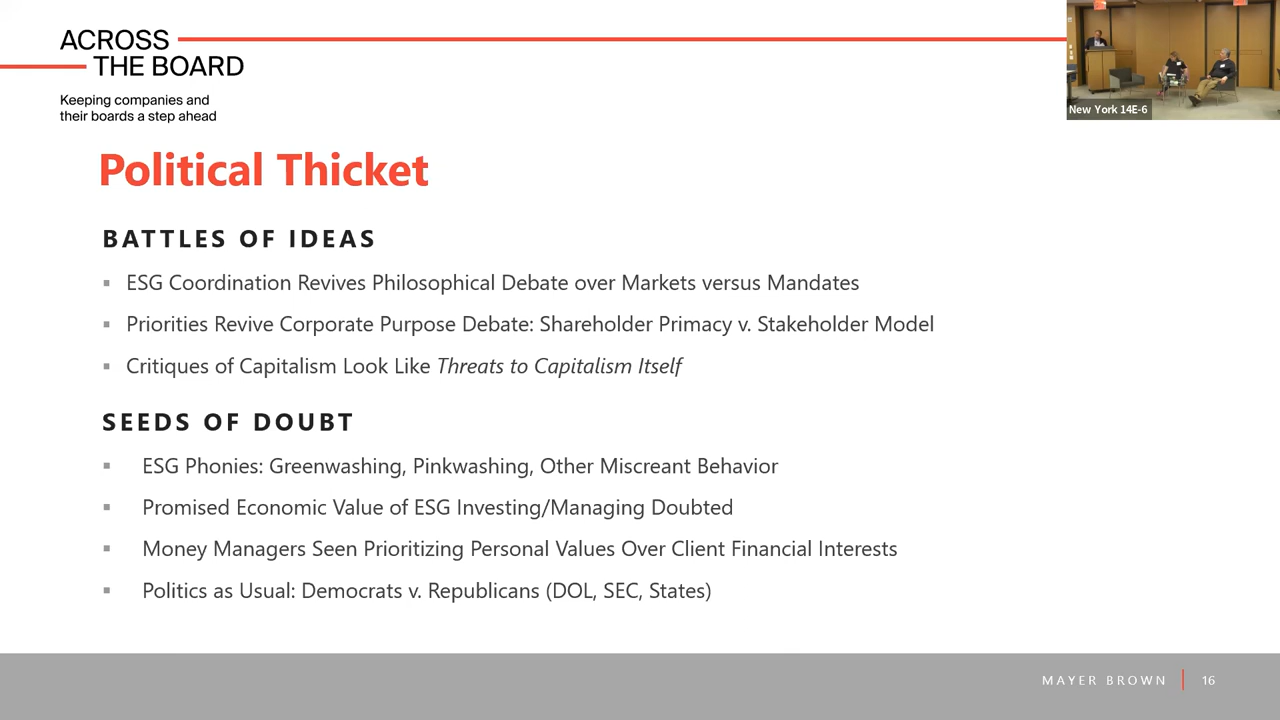 ACROSS
THE BOARD
Keeping companies and
their boards a step ahead
New York 14E-6
Political Thicket
BATTLES OF IDEAS
▪ ESG Coordination Revives Philosophical Debate over Markets versus Mandates
▪ Priorities Revive Corporate Purpose Debate: Shareholder Primacy v. Stakeholder Model
▪ Critiques of Capitalism Look Like Threats to Capitalism Itself
SEEDS OF DOUBT
▪ ESG Phonies: Greenwashing, Pinkwashing, Other Miscreant Behavior
▪ Promised Economic Value of ESG Investing/Managing Doubted
▪ Money Managers Seen Prioritizing Personal Values Over Client Financial Interests
▪ Politics as Usual: Democrats v. Republicans (DOL, SEC, States)
MAYER BROWN | 16